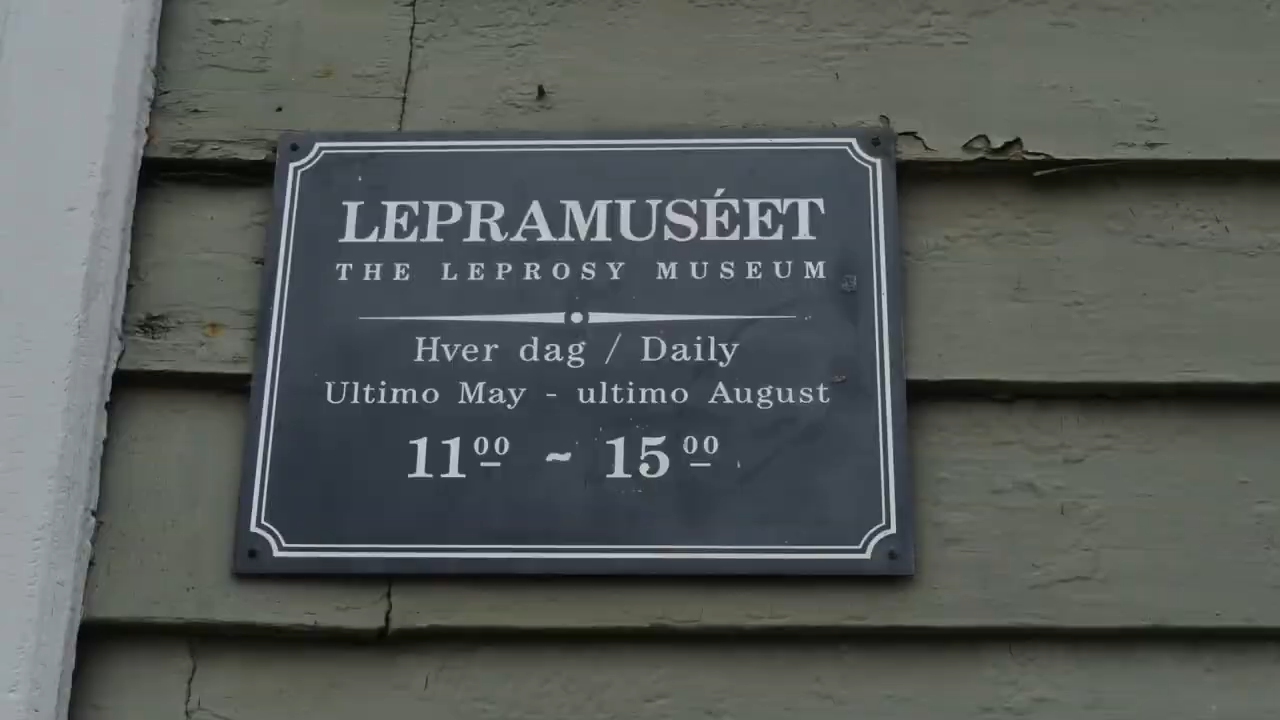 LEPRAMUSÉET
THE LEPROSY MUSEUM
Hver dag / Daily
Ultimo May - ultimo August
1100 ~ 1500